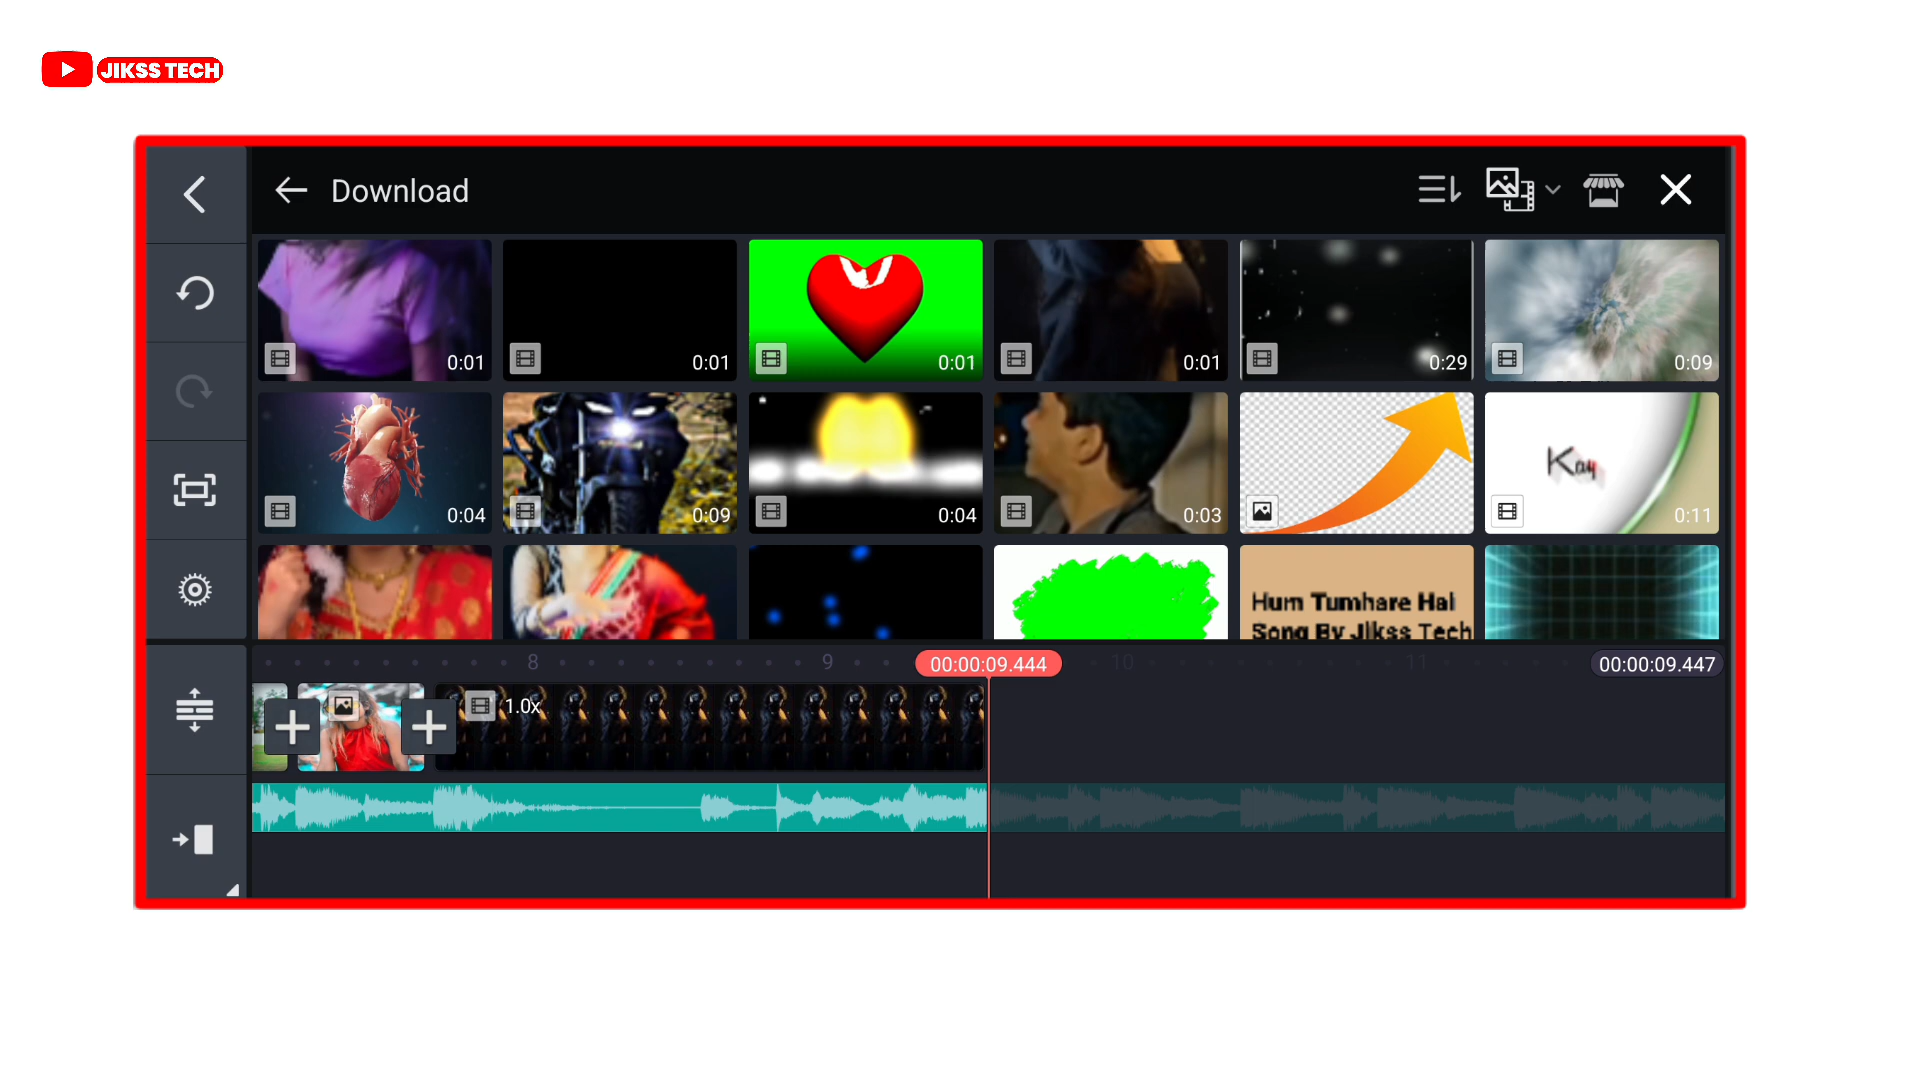 JIKSS TECH
Download
0:01
0:01
0:01
0:01
0:29
0:09
0:04
0:09
0:04
0:03
Kay
0:11
Hum Tumhare Hai
Song By Jikss Tech
8
9
00:00:09.444
10
11
00:00:09.447
1.0x